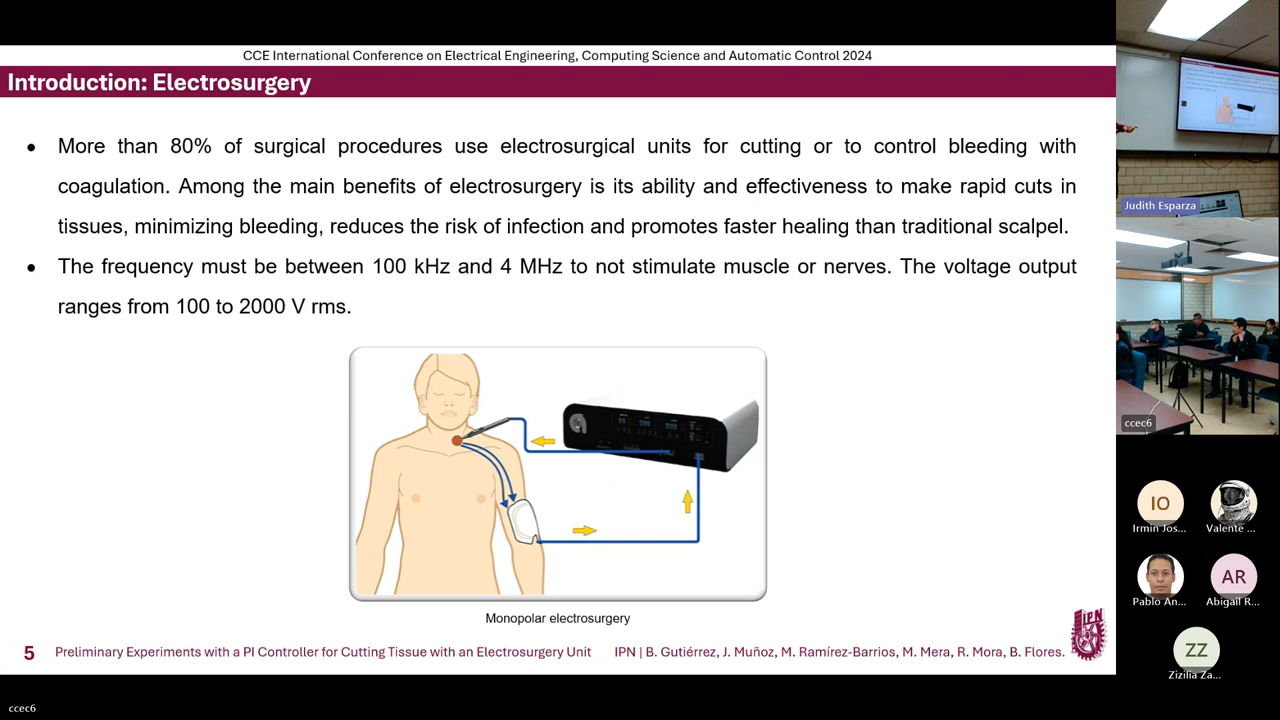 CCE International Conference on Electrical Engineering, Computing Science and Automatic Control 2024
Introduction: Electrosurgery
• More than 80% of surgical procedures use electrosurgical units for cutting or to control bleeding with
coagulation. Among the main benefits of electrosurgery is its ability and effectiveness to make rapid cuts in
tissues, minimizing bleeding, reduces the risk of infection and promotes faster healing than traditional scalpel.
• The frequency must be between 100 kHz and 4 MHz to not stimulate muscle or nerves. The voltage output
ranges from 100 to 2000 V rms.
Monopolar electrosurgery
5 Preliminary Experiments with a PI Controller for Cutting Tissue with an Electrosurgery Unit IPN | B. Gutiérrez, J. Muñoz, M. Ramírez-Barrios, M. Mera, R. Mora, B. Flores.
IPN
Judith Esparza
ccec6
IO
Irmin Jos...
Valente ...
Pablo An...
AR
Abigail R...
ZZ
Zizilia Za...
ccec6